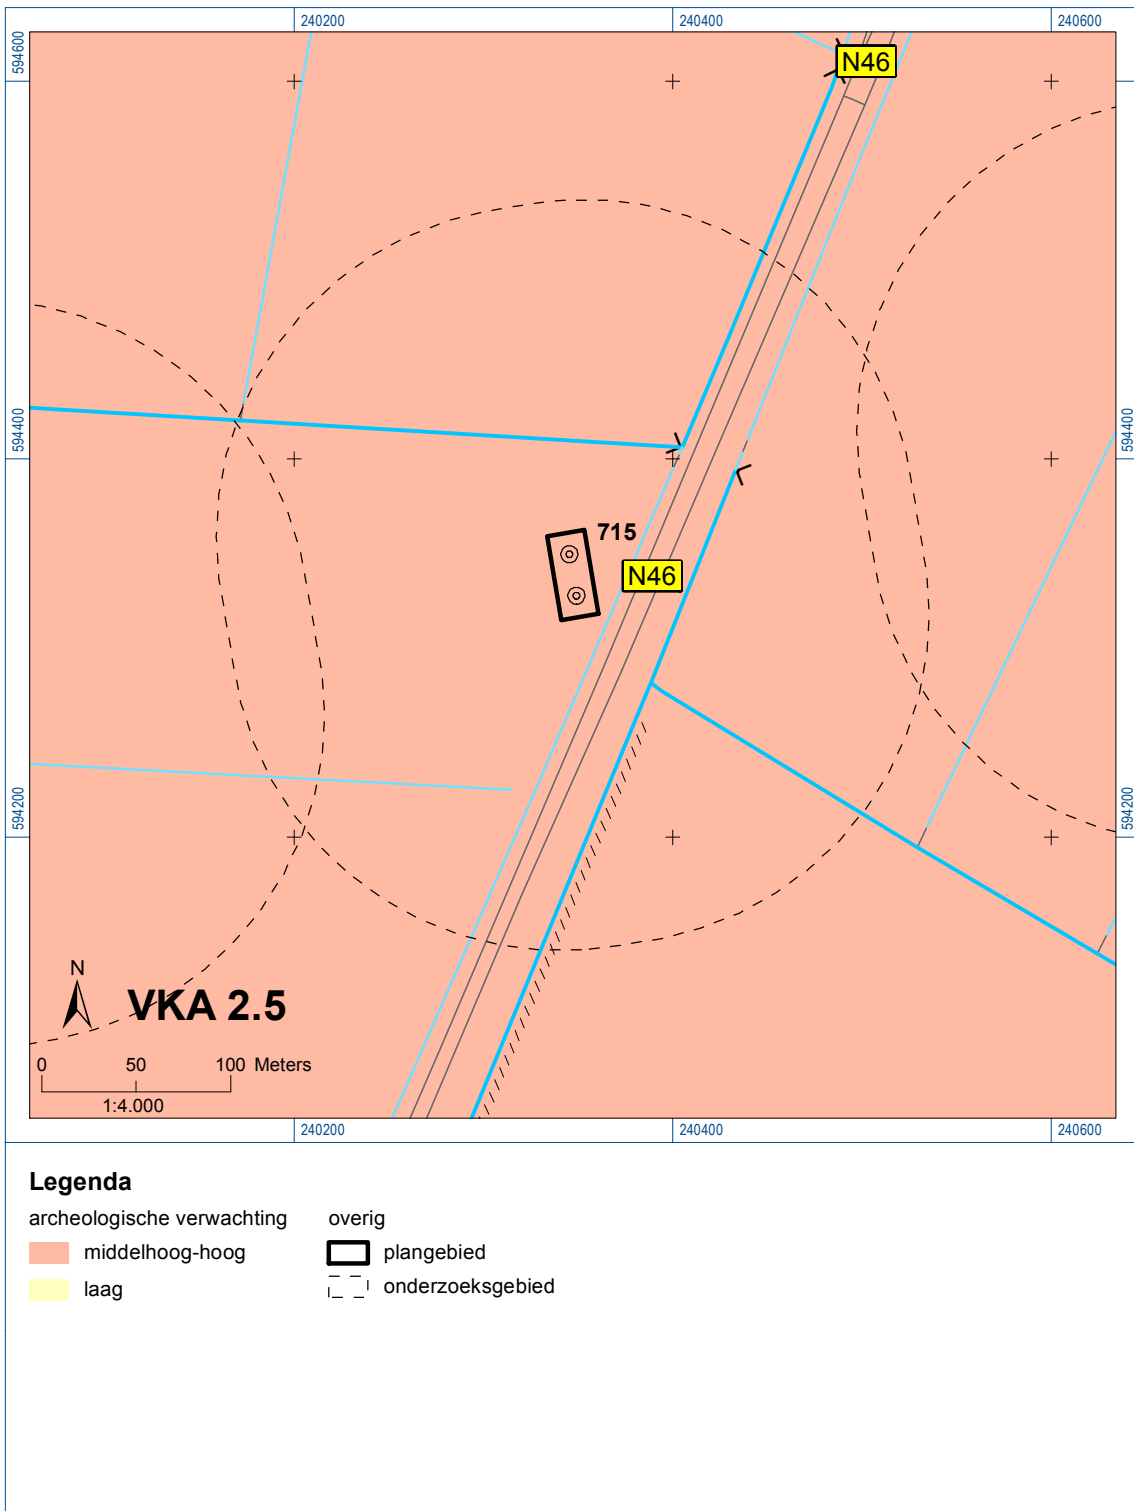 240200
240400
240600
594600
N46
594400
594400
715
N46
594200
594200
N
VKA 2.5
0 50 100 Meters
1:4.000
240200
240400
240600
Legenda
archeologische verwachting
middelhoog-hoog
laag
overig
plangebied
onderzoeksgebied